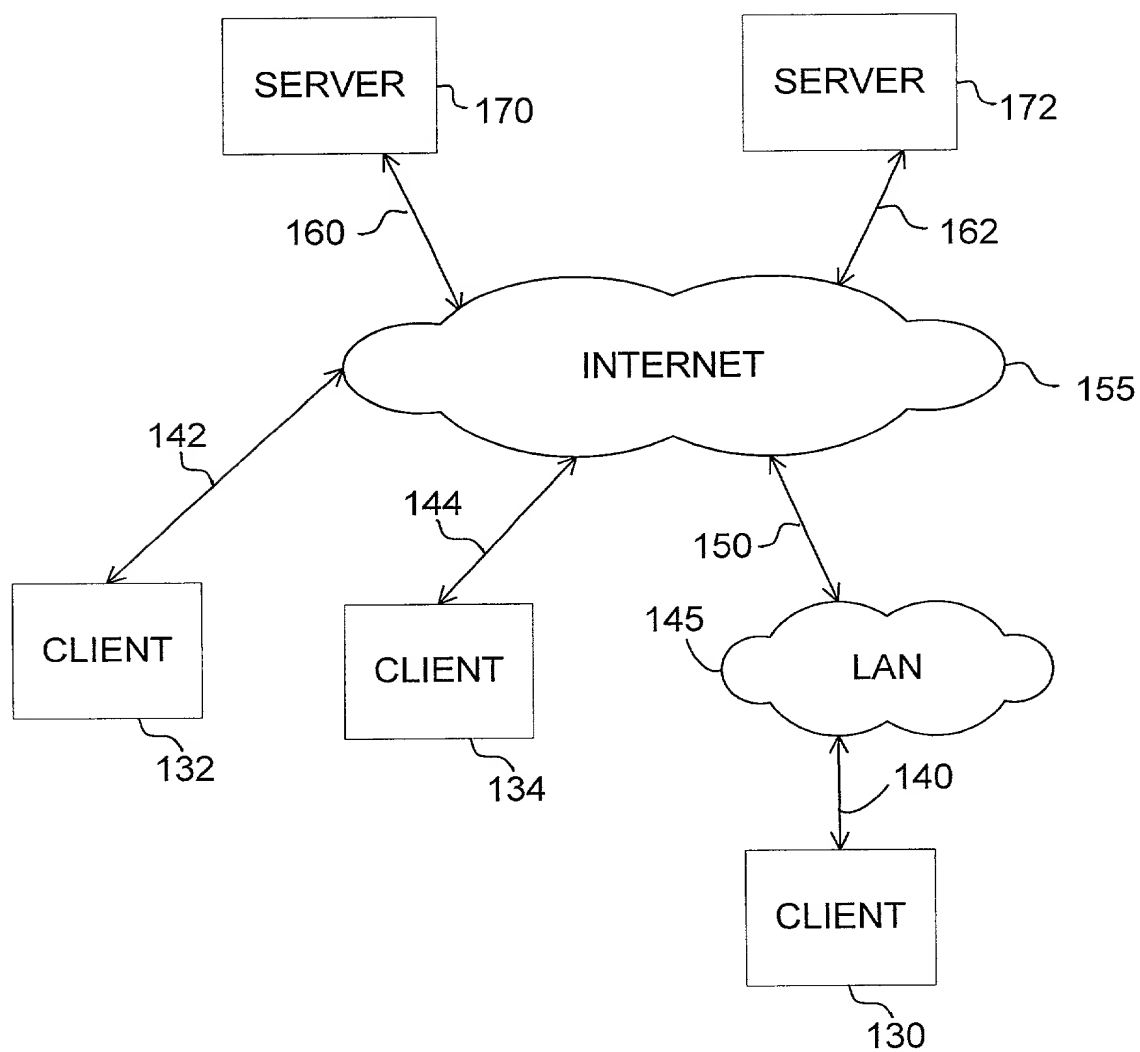 SERVER
170
SERVER
172
160
162
INTERNET
155
142
144
150
CLIENT
132
CLIENT
134
145
LAN
140
CLIENT
130